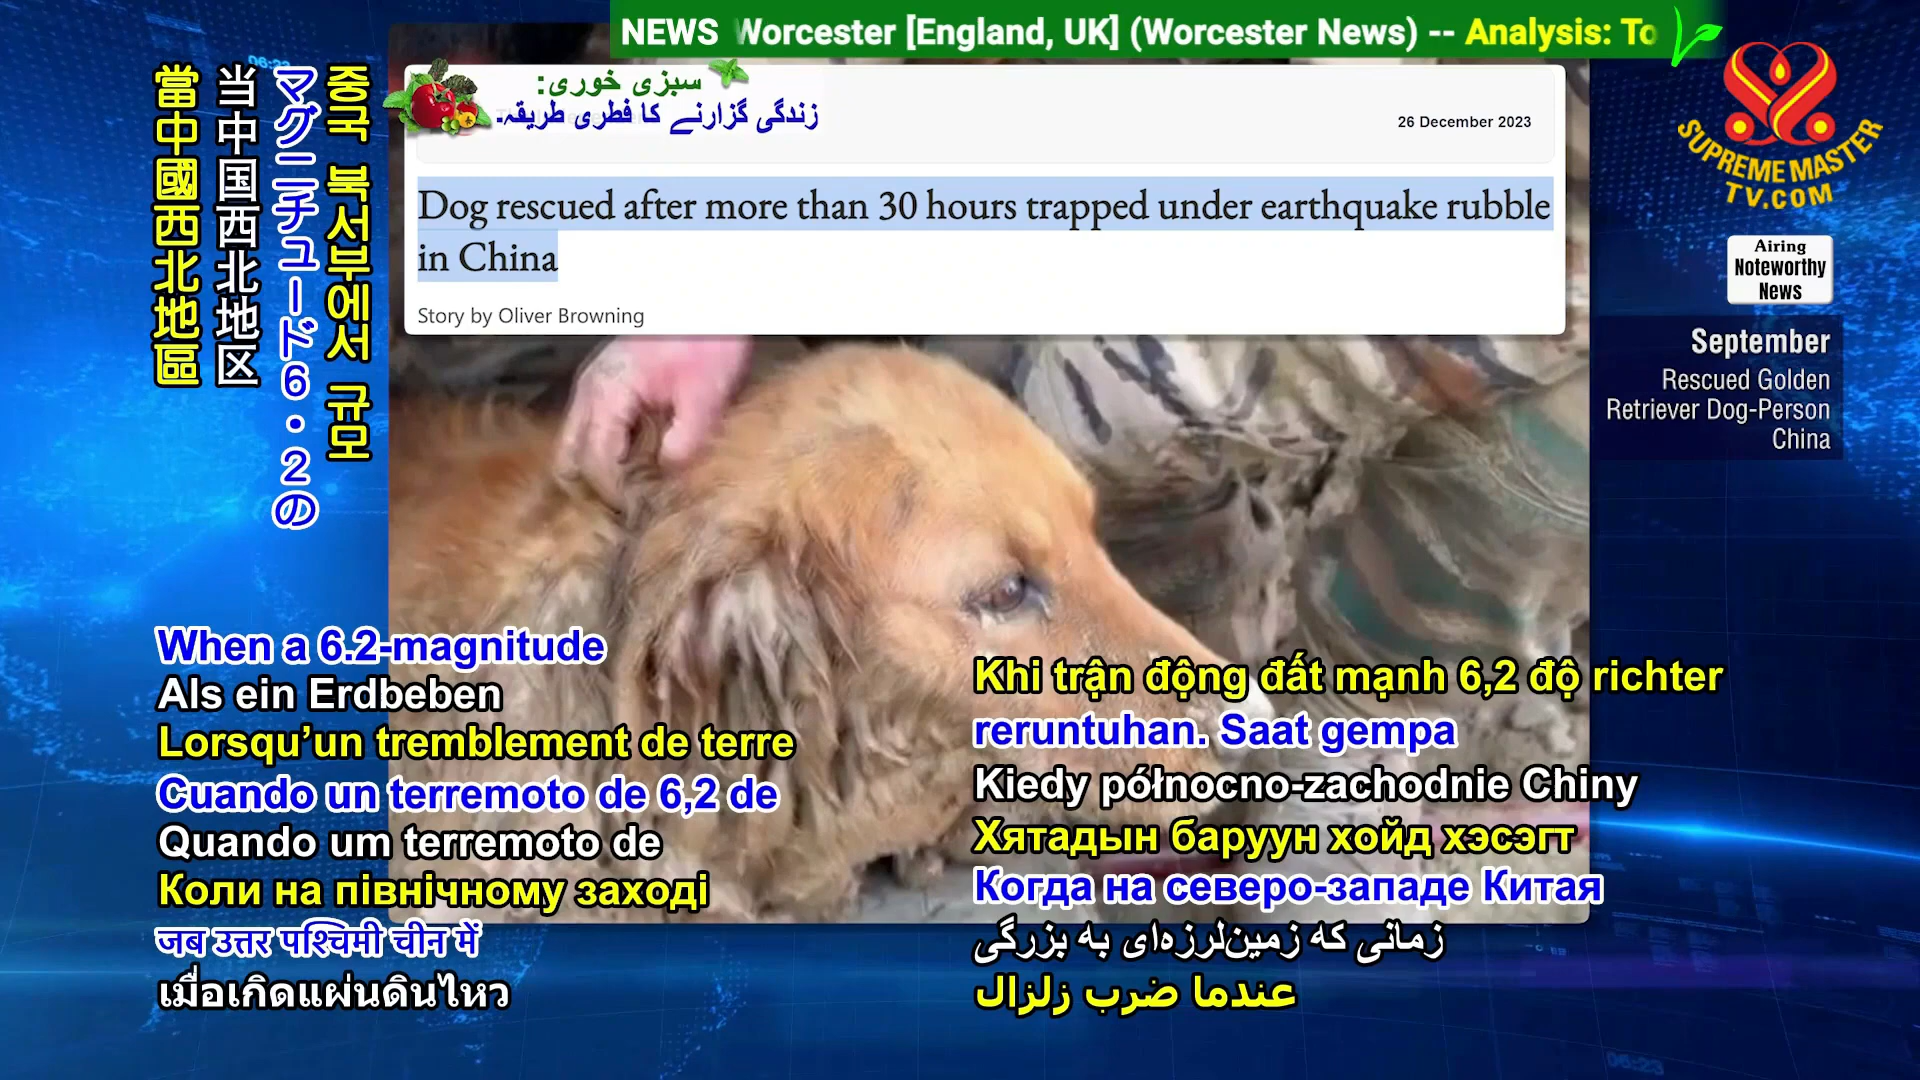 NEWS Worcester [England, UK] (Worcester News) -- Analysis: To
سبزی خوری:
زندگی گزارنے کا فطری طریقہ۔
26 December 2023
Dog rescued after more than 30 hours trapped under earthquake rubble
in China
Story by Oliver Browning
SUPREME MASTER
TV.COM
Airing
Noteworthy
News
September
Rescued Golden
Retriever Dog-Person
China
當中國西北地區
当中国西北地区
マグニチュード6・2の
중국 북서부에서 규모
When a 6.2-magnitude
Als ein Erdbeben
Lorsqu’un tremblement de terre
Cuando un terremoto de 6,2 de
Quando um terremoto de
Коли на північному заході
जब उत्तर पश्चिमी चीन में
เมื่อเกิดแผ่นดินไหว
Khi trận động đất mạnh 6,2 độ richter
reruntuhan. Saat gempa
Kiedy północno-zachodnie Chiny
Хятадын баруун хойд хэсэгт
Когда на северо-западе Китая
زمانی که زمین‌لرزه‌ای به بزرگی
عندما ضرب زلزال